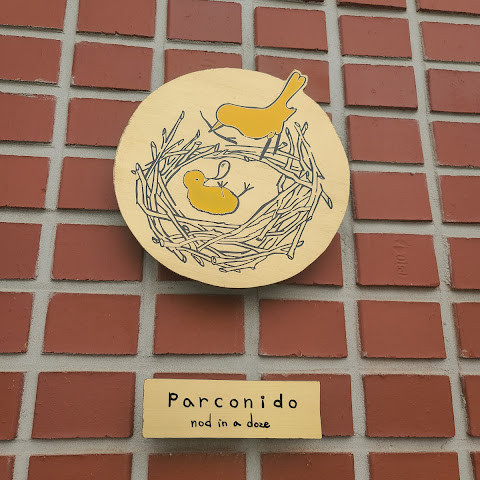 Parconido
nod in a doze